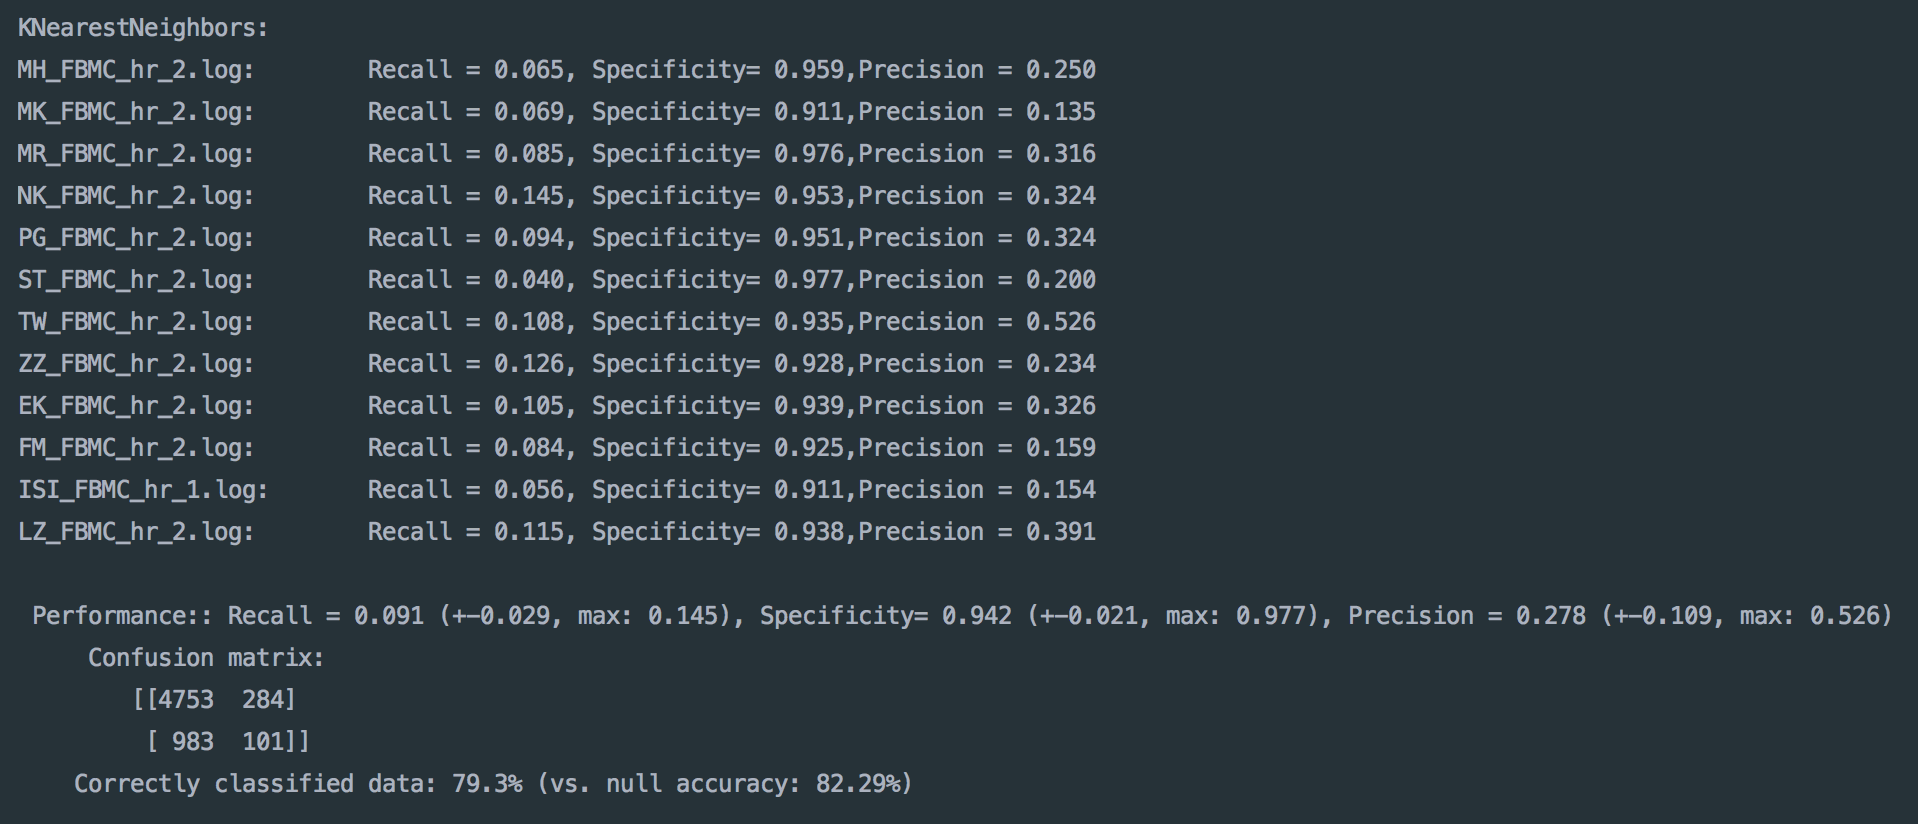 KNearestNeighbors:
MH_FBMC_hr_2.log: Recall = 0.065, Specificity= 0.959,Precision = 0.250
MK_FBMC_hr_2.log: Recall = 0.069, Specificity= 0.911,Precision = 0.135
MR_FBMC_hr_2.log: Recall = 0.085, Specificity= 0.976,Precision = 0.316
NK_FBMC_hr_2.log: Recall = 0.145, Specificity= 0.953,Precision = 0.324
PG_FBMC_hr_2.log: Recall = 0.094, Specificity= 0.951,Precision = 0.324
ST_FBMC_hr_2.log: Recall = 0.040, Specificity= 0.977,Precision = 0.200
TW_FBMC_hr_2.log: Recall = 0.108, Specificity= 0.935,Precision = 0.526
ZZ_FBMC_hr_2.log: Recall = 0.126, Specificity= 0.928,Precision = 0.234
EK_FBMC_hr_2.log: Recall = 0.105, Specificity= 0.939,Precision = 0.326
FM_FBMC_hr_2.log: Recall = 0.084, Specificity= 0.925,Precision = 0.159
ISI_FBMC_hr_1.log: Recall = 0.056, Specificity= 0.911,Precision = 0.154
LZ_FBMC_hr_2.log: Recall = 0.115, Specificity= 0.938,Precision = 0.391
Performance:: Recall = 0.091 (+-0.029, max: 0.145), Specificity= 0.942 (+-0.021, max: 0.977), Precision = 0.278 (+-0.109, max: 0.526)
Confusion matrix:
[[4753 284]
[ 983 101]]
Correctly classified data: 79.3% (vs. null accuracy: 82.29%)